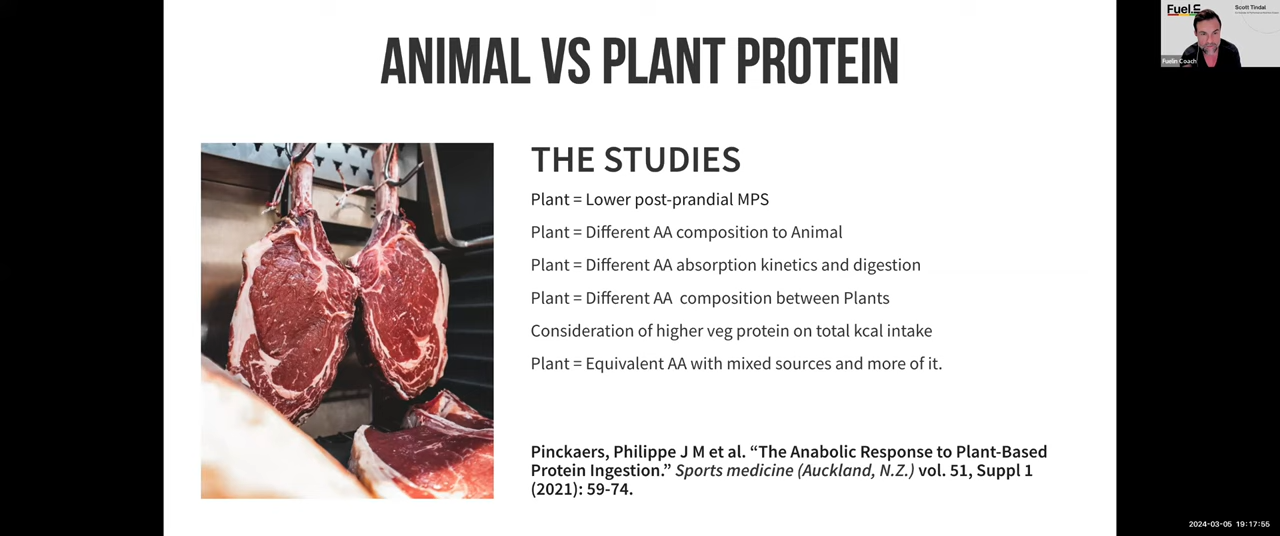 ANIMAL VS PLANT PROTEIN
THE STUDIES
Plant = Lower post-prandial MPS
Plant = Different AA composition to Animal
Plant = Different AA absorption kinetics and digestion
Plant = Different AA composition between Plants
Consideration of higher veg protein on total kcal intake
Plant = Equivalent AA with mixed sources and more of it.
Pinckaers, Philippe J M et al. “The Anabolic Response to Plant-Based
Protein Ingestion.” Sports medicine (Auckland, N.Z.) vol. 51, Suppl 1
(2021): 59-74.
Scott Tindal
Fuelin Coach
2024-03-05 19:17:55